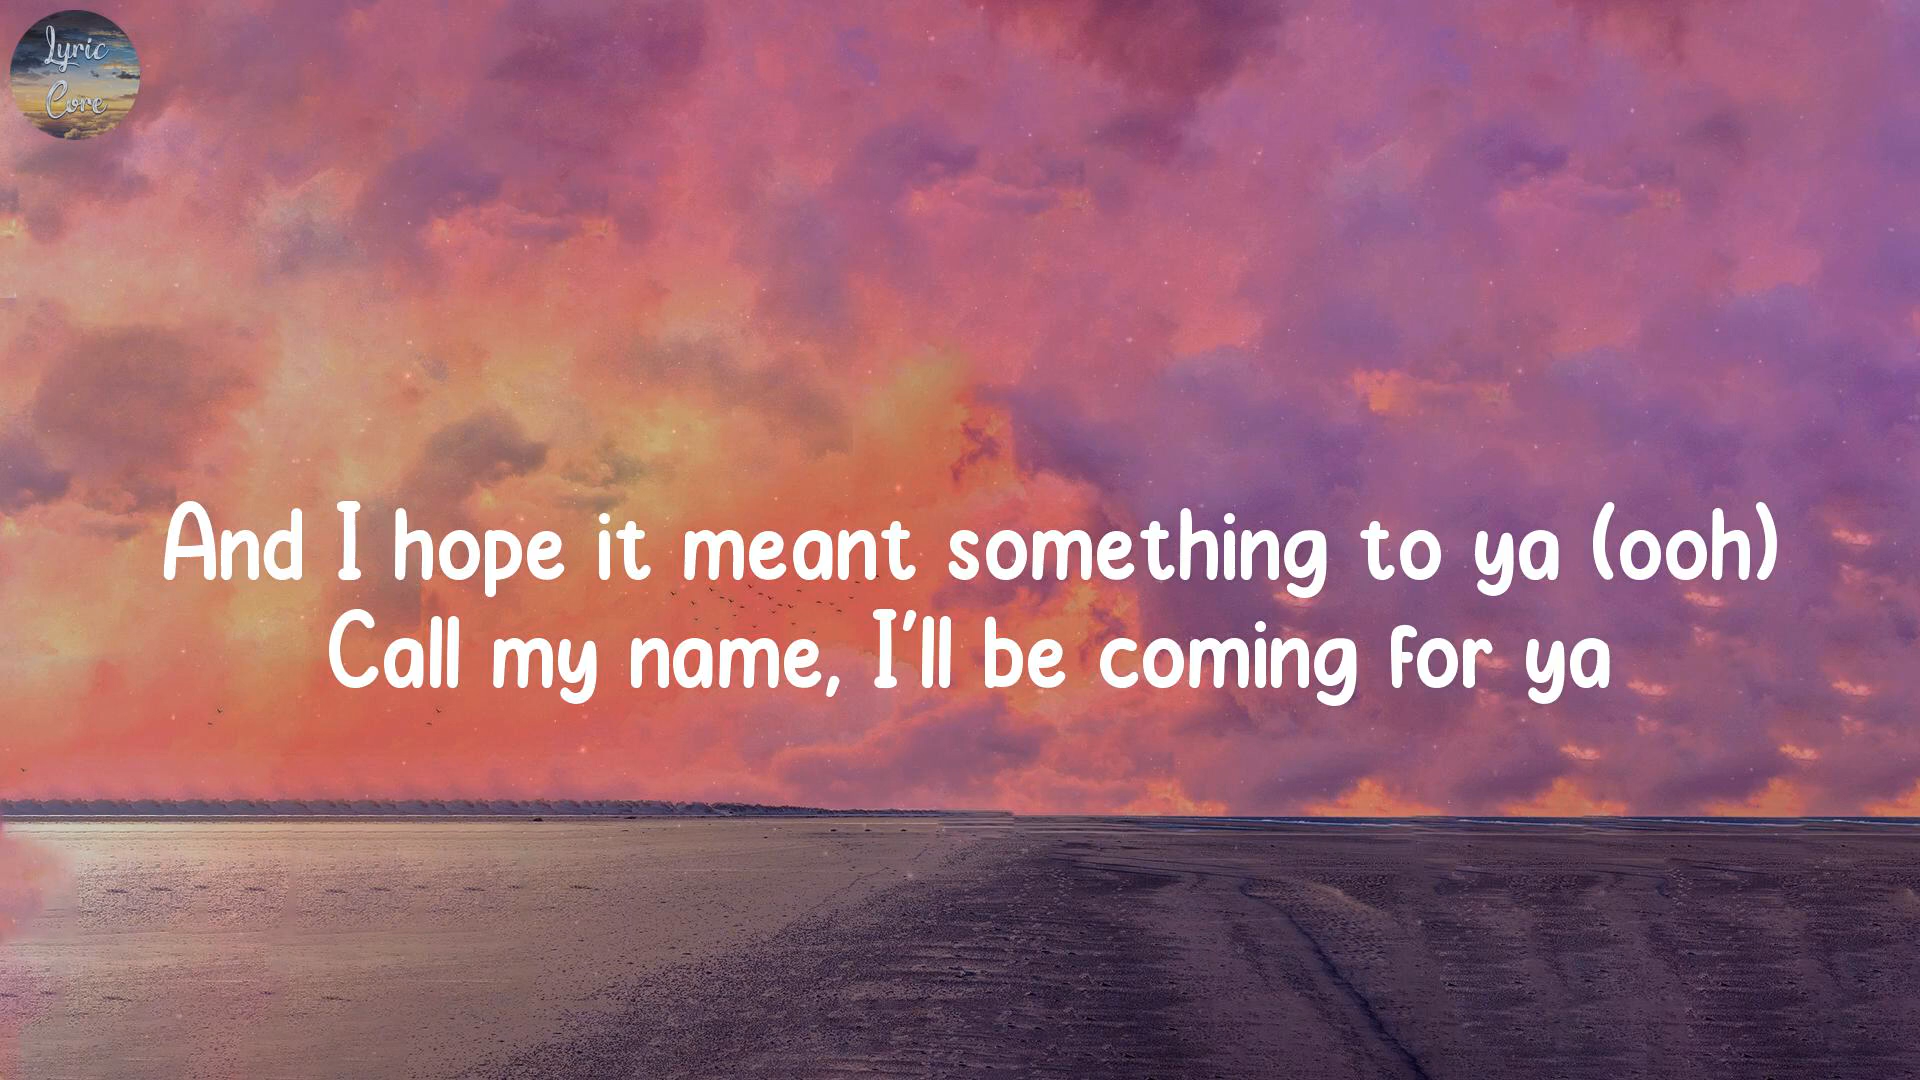 Lyric
Core
And I hope it meant something to ya (ooh)
Call my name, I'll be coming for ya